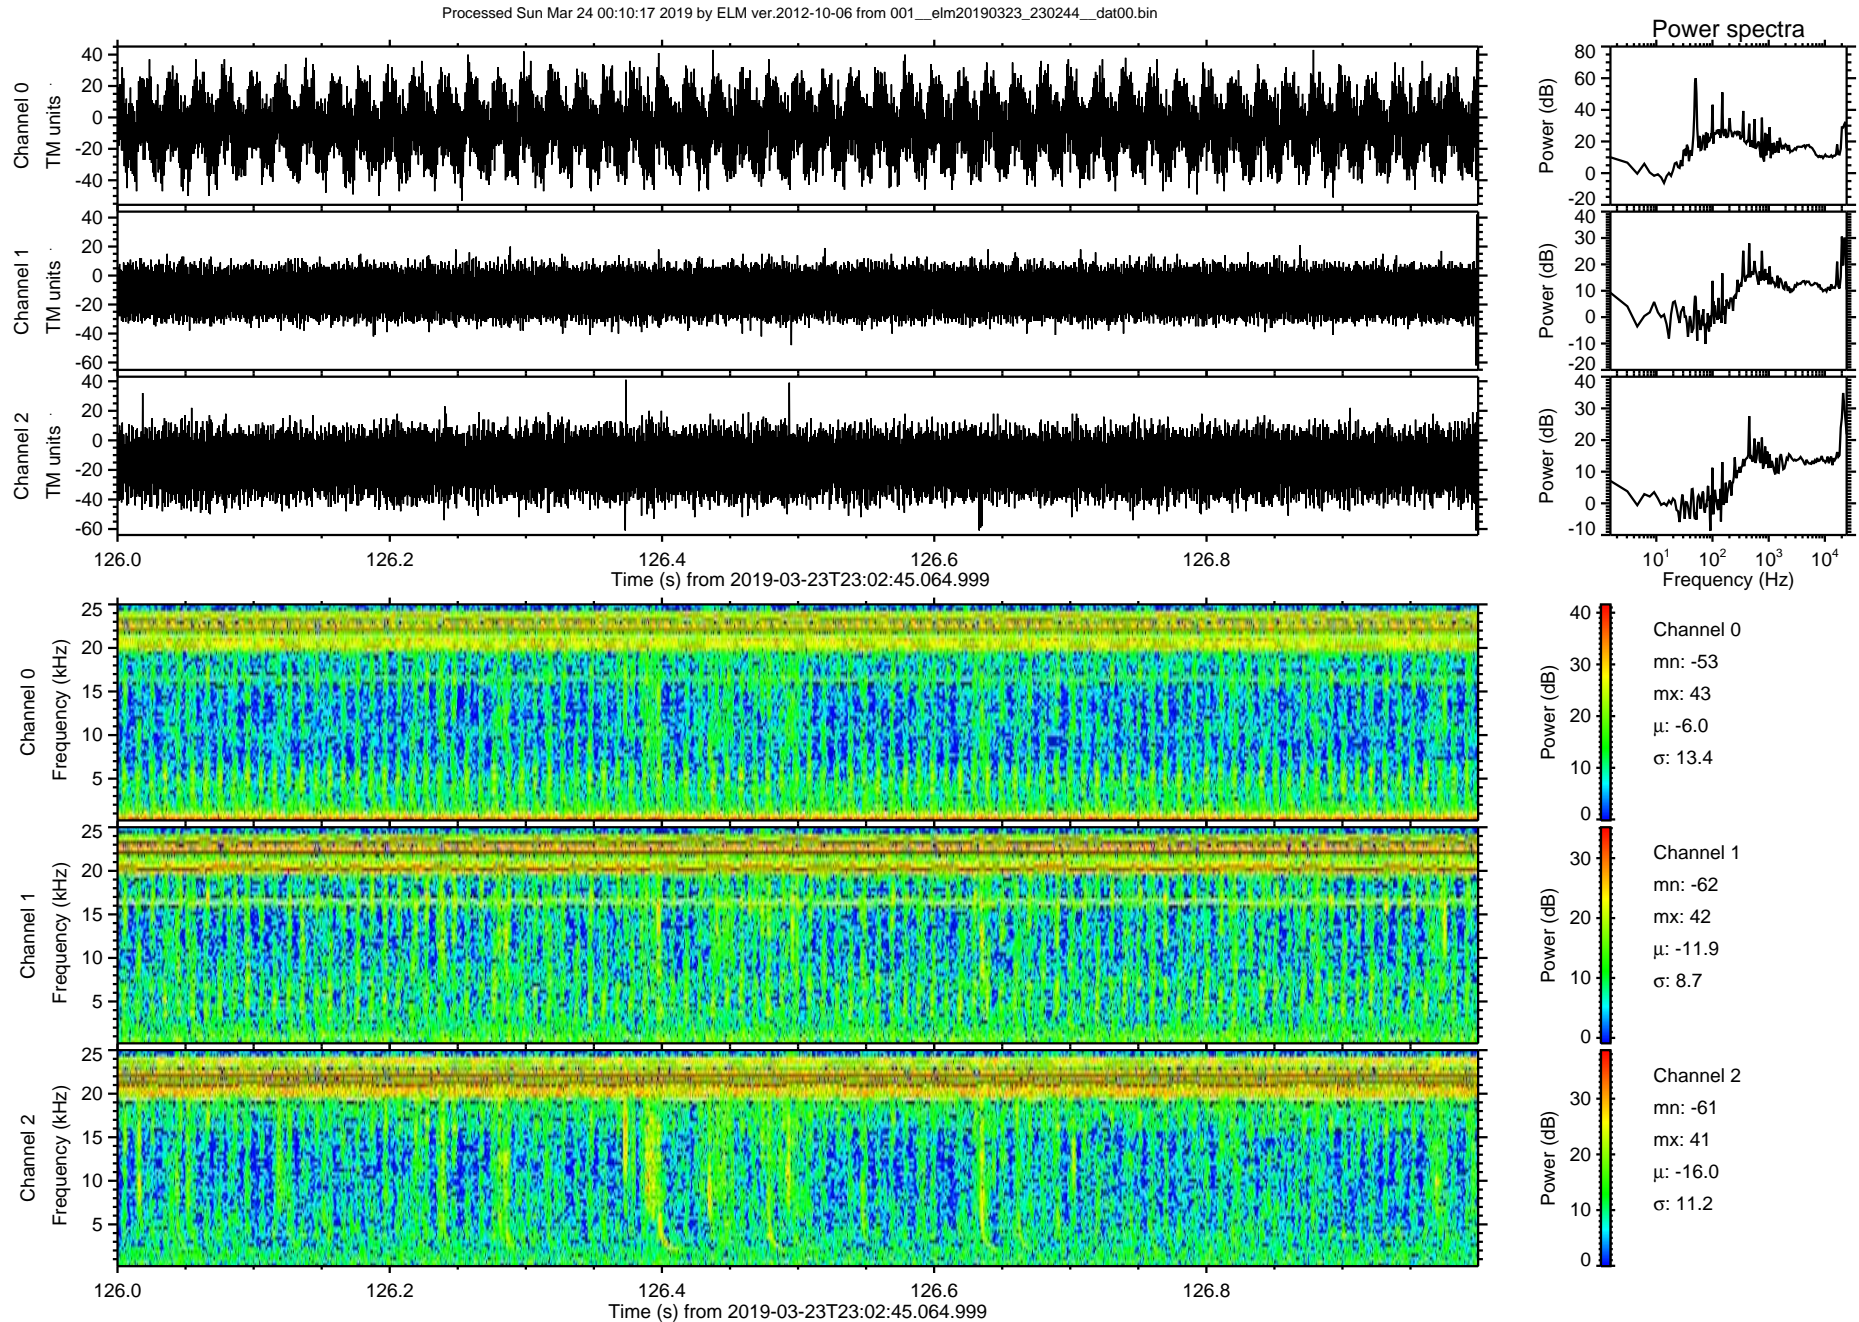 Processed Sun Mar 24 00:10:17 2019 by ELM ver.2012-10-06 from 001__elm20190323_230244__dat00.bin
Power spectra
Channel 0
TM units
40
20
0
-20
-40
Power (dB)
80
60
40
20
0
-20
Channel 1
TM units
40
20
0
-20
-40
-60
Power (dB)
40
30
20
10
0
-10
-20
Channel 2
TM units
40
20
0
-20
-40
-60
Power (dB)
40
30
20
10
0
-10
126.0 126.2 126.4 126.6 126.8
Time (s) from 2019-03-23T23:02:45.064.999
10¹ 10² 10³ 10⁴
Frequency (Hz)
Channel 0
Frequency (kHz)
25
20
15
10
5
Power (dB)
40
30
20
10
0
Channel 0
mn: -53
mx: 43
μ: -6.0
σ: 13.4
Channel 1
Frequency (kHz)
25
20
15
10
5
Power (dB)
30
20
10
0
Channel 1
mn: -62
mx: 42
μ: -11.9
σ: 8.7
Channel 2
Frequency (kHz)
25
20
15
10
5
Power (dB)
30
20
10
0
Channel 2
mn: -61
mx: 41
μ: -16.0
σ: 11.2
126.0 126.2 126.4 126.6 126.8
Time (s) from 2019-03-23T23:02:45.064.999